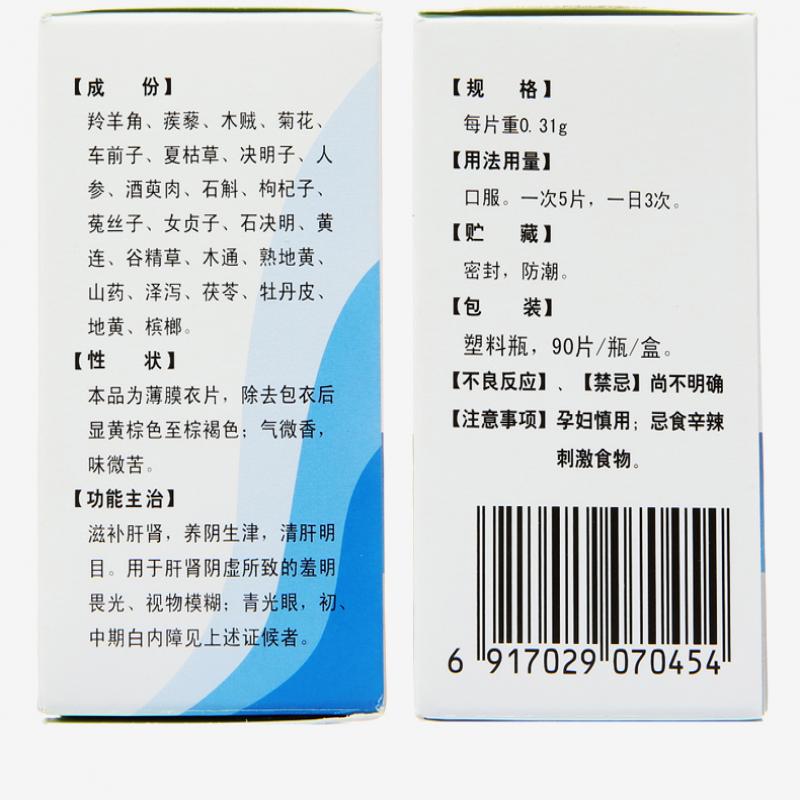 【成　份】
羚羊角、蒺藜、木贼、菊花、
车前子、夏枯草、决明子、人
参、酒萸肉、石斛、枸杞子、
菟丝子、女贞子、石决明、黄
连、谷精草、木通、熟地黄、
山药、泽泻、茯苓、牡丹皮、
地黄、槟榔。
【性　状】
本品为薄膜衣片，除去包衣后
显黄棕色至棕褐色；气微香，
味微苦。
【功能主治】
滋补肝肾，养阴生津，清肝明
目。用于肝肾阴虚所致的羞明
畏光、视物模糊；青光眼，初、
中期白内障见上述证候者。
【规　格】
每片重0.31g
【用法用量】
口服。一次5片，一日3次。
【贮　藏】
密封，防潮。
【包　装】
塑料瓶，90片/瓶/盒。
【不良反应】、【禁忌】尚不明确
【注意事项】孕妇慎用；忌食辛辣
刺激食物。
6 917029 070454